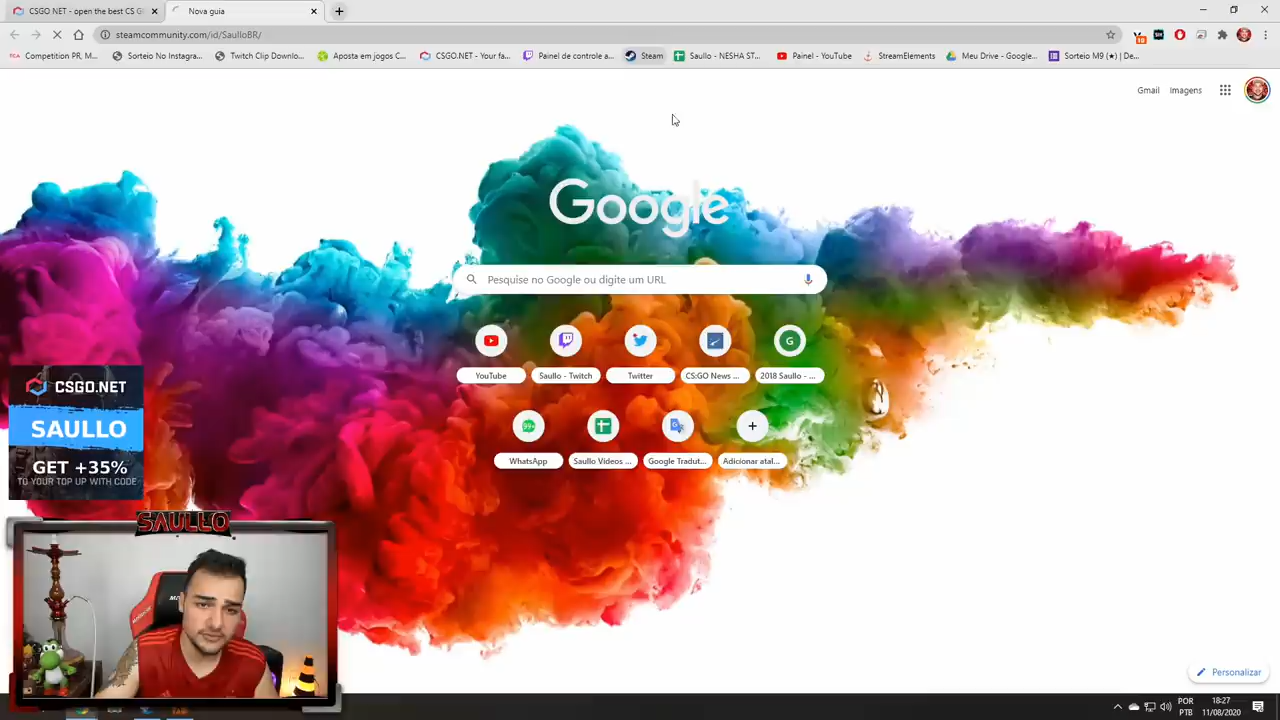 CSGO NET - open the best CS G
Nova guia
steamcommunity.com/id/SaulloBR/
Competition PR, M...
Sorteio No Instagra...
Twitch Clip Downlo...
Aposta em jogos C...
CSGO.NET - Your fa...
Painel de controle a...
Steam
Saullo - NESHA ST...
Painel - YouTube
StreamElements
Meu Drive - Google...
Sorteio M9 (★) | De...
Gmail
Imagens
Google
Pesquise no Google ou digite um URL
YouTube
Saullo - Twitch
Twitter
CS:GO News ...
G
2018 Saullo - ...
99+
WhatsApp
Saullo Vídeos ...
Google Tradut...
Adicionar atal...
CSGO.NET
SAULLO
GET +35%
TO YOUR TOP UP WITH CODE
SAULLO
Personalizar
POR
PTB
18:27
11/08/2020